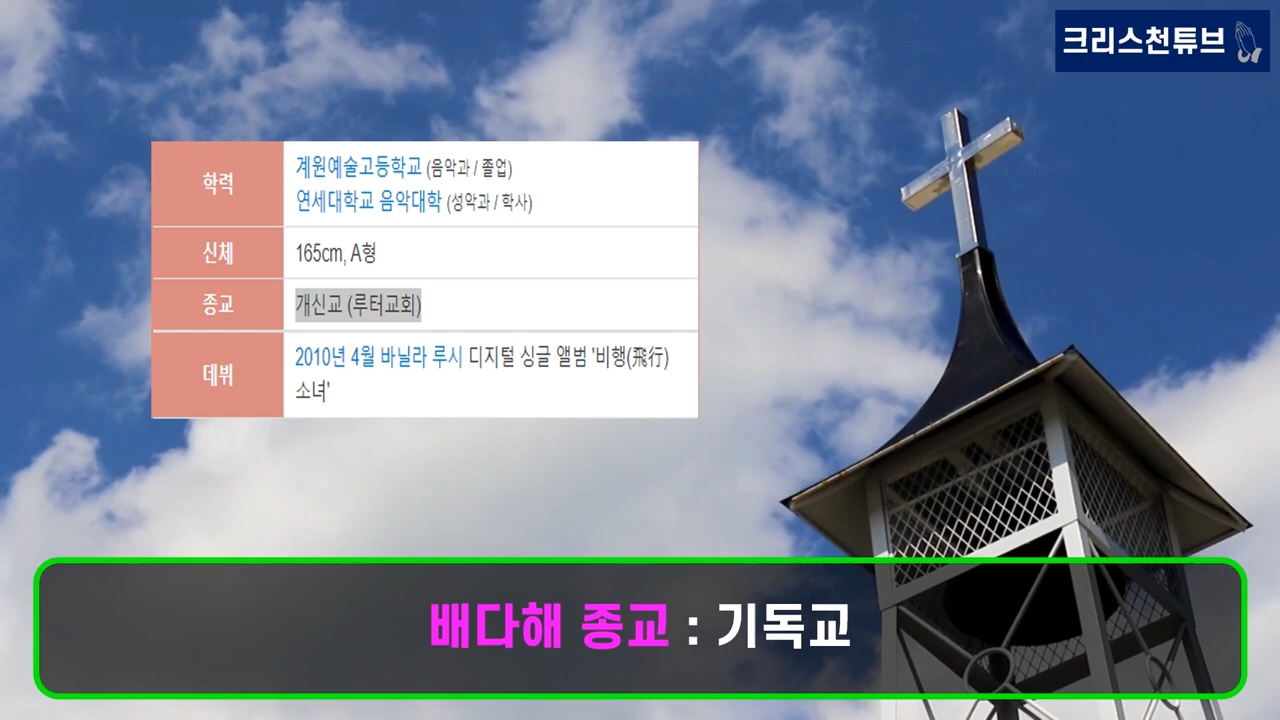 크리스천튜브
학력
계원예술고등학교 (음악과 / 졸업)
연세대학교 음악대학 (성악과 / 학사)
신체
165cm, A형
종교
개신교 (루터교회)
데뷔
2010년 4월 바닐라 루시 디지털 싱글 앨범 '비행(飛行)
소녀'
배다해 종교 : 기독교